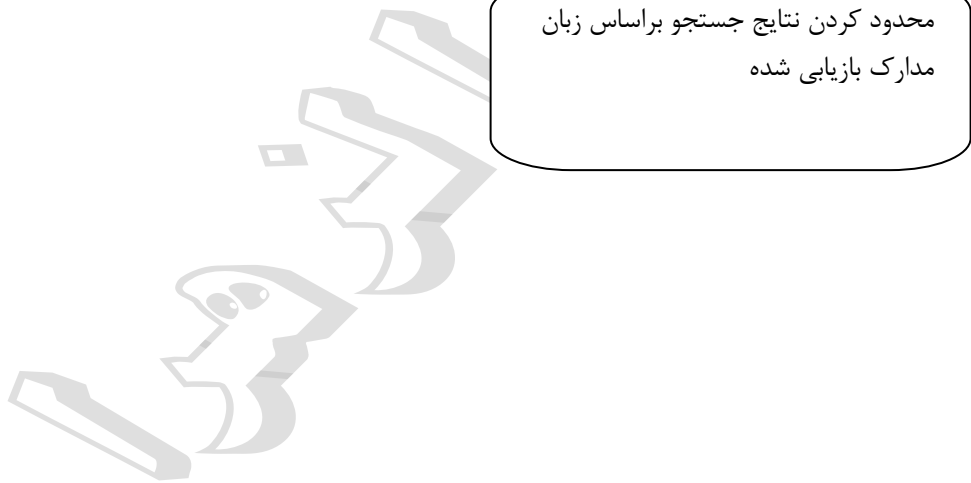 محدود کردن نتایج جستجو براساس زبان
مدارک بازیابی شده